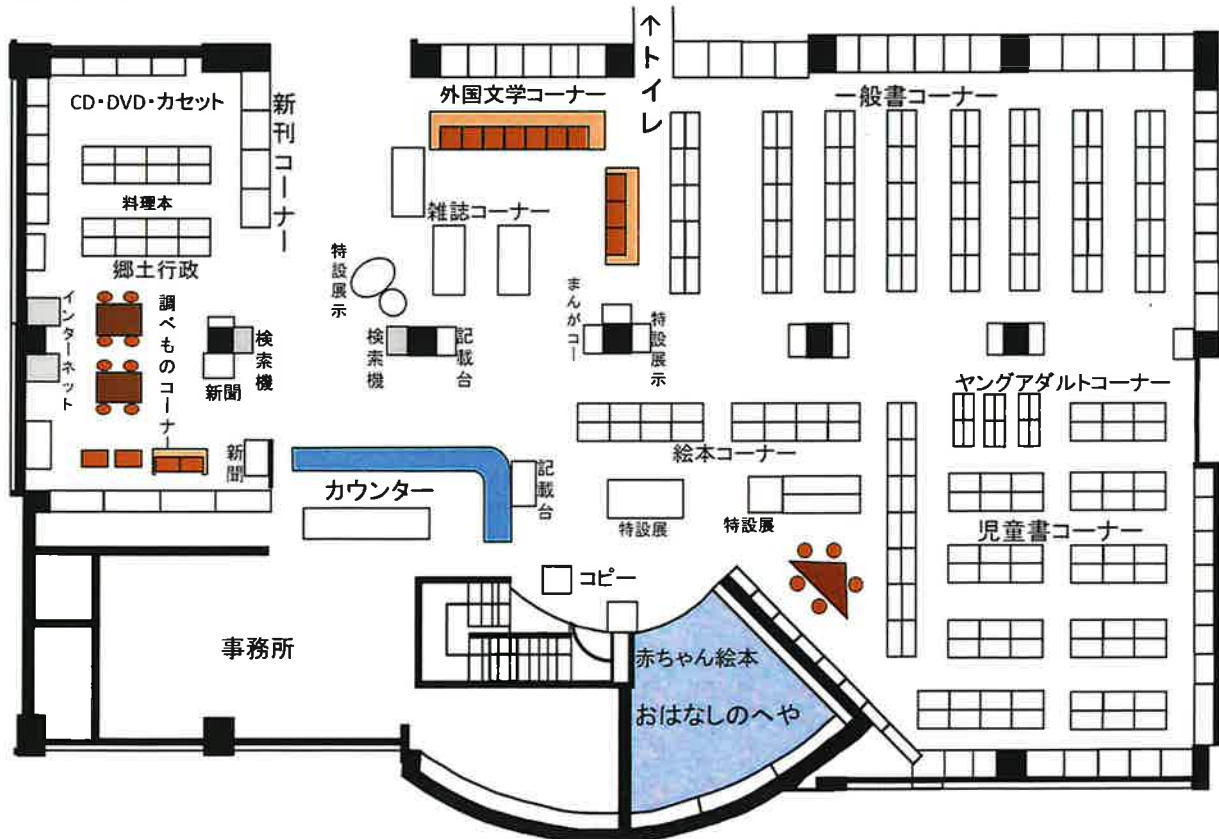 ↑トイレ
CD・DVD・カセット
新刊コーナー
外国文学コーナー
一般書コーナー
料理本
雑誌コーナー
郷土行政
特設展示
インターネット
調べものコーナー
検索機
新聞
検索機
記載台
まんがコー
特設展示
ヤングアダルトコーナー
新聞
絵本コーナー
カウンター
記載台
特設展
特設展
児童書コーナー
コピー
事務所
赤ちゃん絵本
おはなしのへや